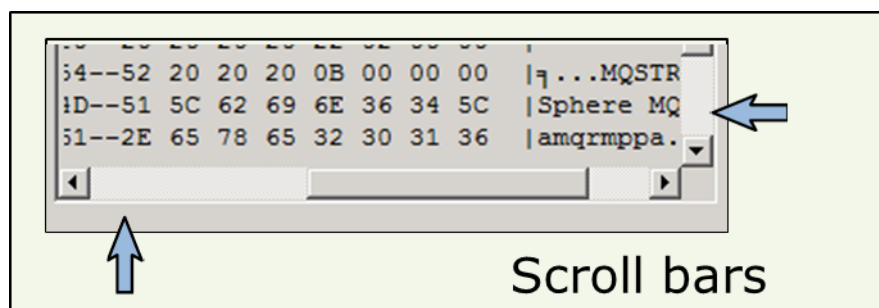 54--52 20 20 20 0B 00 00 00 |╕...MQSTR
4D--51 5C 62 69 6E 36 34 5C |Sphere MQ
51--2E 65 78 65 32 30 31 36 |amqrmppa.
Scroll bars